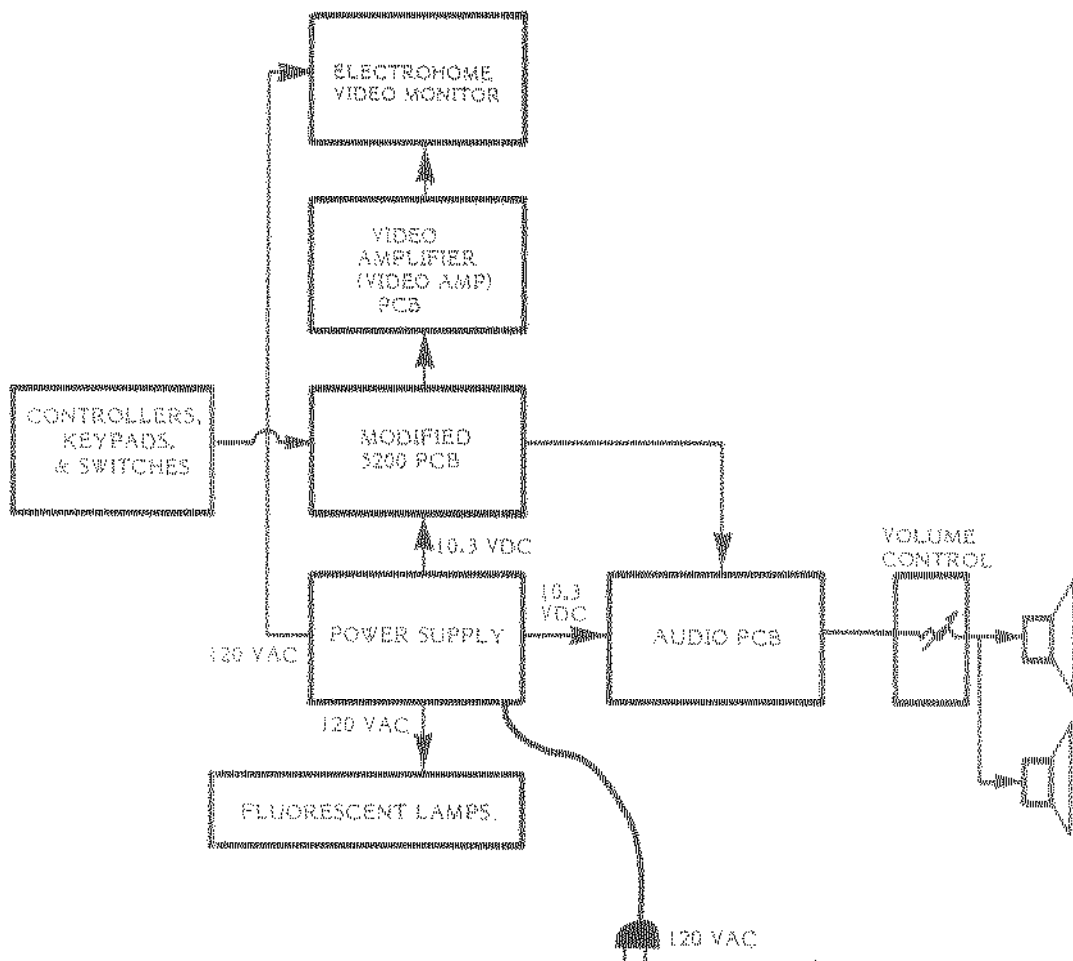 ELECTROHOME
VIDEO MONITOR
VIDEO
AMPLIFIER
(VIDEO AMP)
PCB
CONTROLLERS,
KEYPADS,
& SWITCHES
MODIFIED
5200 PCB
10.3 VDC
VOLUME
CONTROL
POWER SUPPLY
10.3
VDC
AUDIO PCB
120 VAC
120 VAC
FLUORESCENT LAMPS.
120 VAC